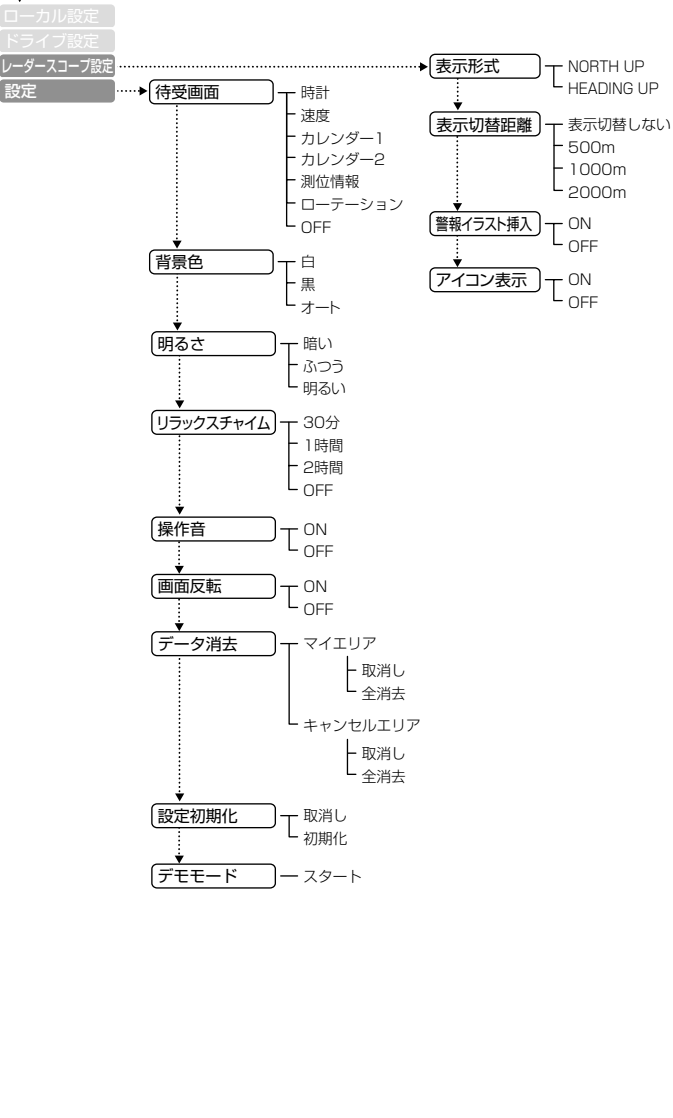 ローカル設定
ドライブ設定
レーダースコープ設定
設定
待受画面
時計
速度
カレンダー1
カレンダー2
測位情報
ローテーション
OFF
背景色
白
黒
オート
明るさ
暗い
ふつう
明るい
リラックスチャイム
30分
1時間
2時間
OFF
操作音
ON
OFF
画面反転
ON
OFF
データ消去
マイエリア
取消し
全消去
キャンセルエリア
取消し
全消去
設定初期化
取消し
初期化
デモモード
スタート
表示形式
NORTH UP
HEADING UP
表示切替距離
表示切替しない
500m
1000m
2000m
警報イラスト挿入
ON
OFF
アイコン表示
ON
OFF